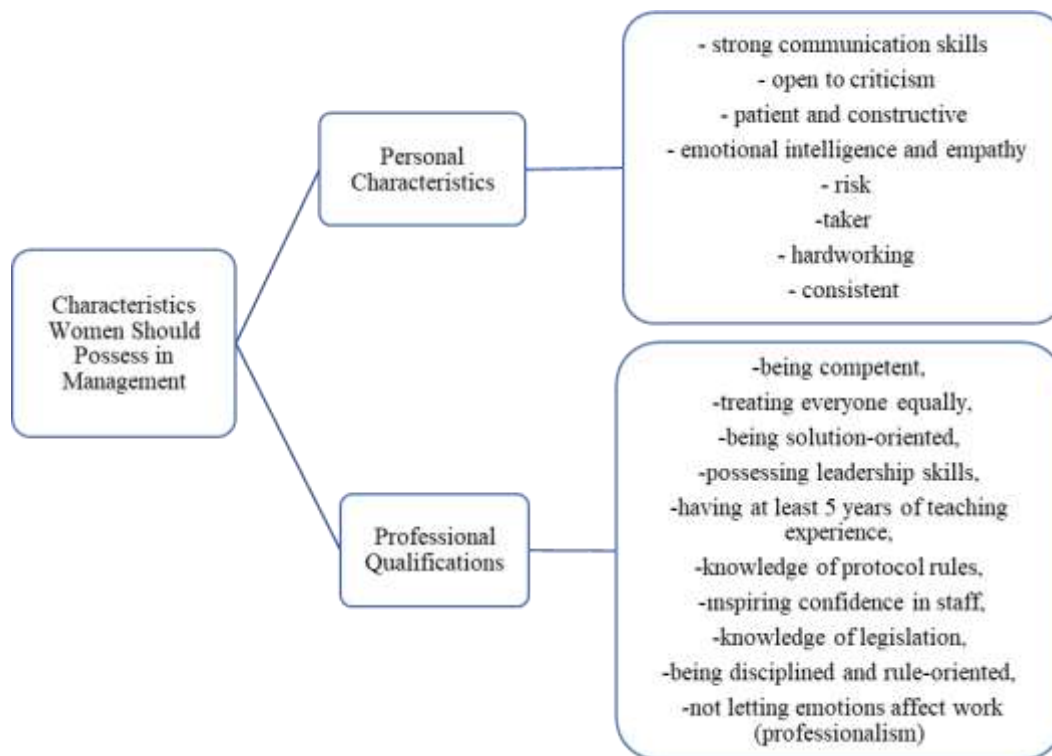 Characteristics
Women Should
Possess in
Management
Personal
Characteristics
- strong communication skills
- open to criticism
- patient and constructive
- emotional intelligence and empathy
- risk
-taker
- hardworking
- consistent
Professional
Qualifications
-being competent,
-treating everyone equally,
-being solution-oriented,
-possessing leadership skills,
-having at least 5 years of teaching
experience,
-knowledge of protocol rules,
-inspiring confidence in staff,
-knowledge of legislation,
-being disciplined and rule-oriented,
-not letting emotions affect work
(professionalism)